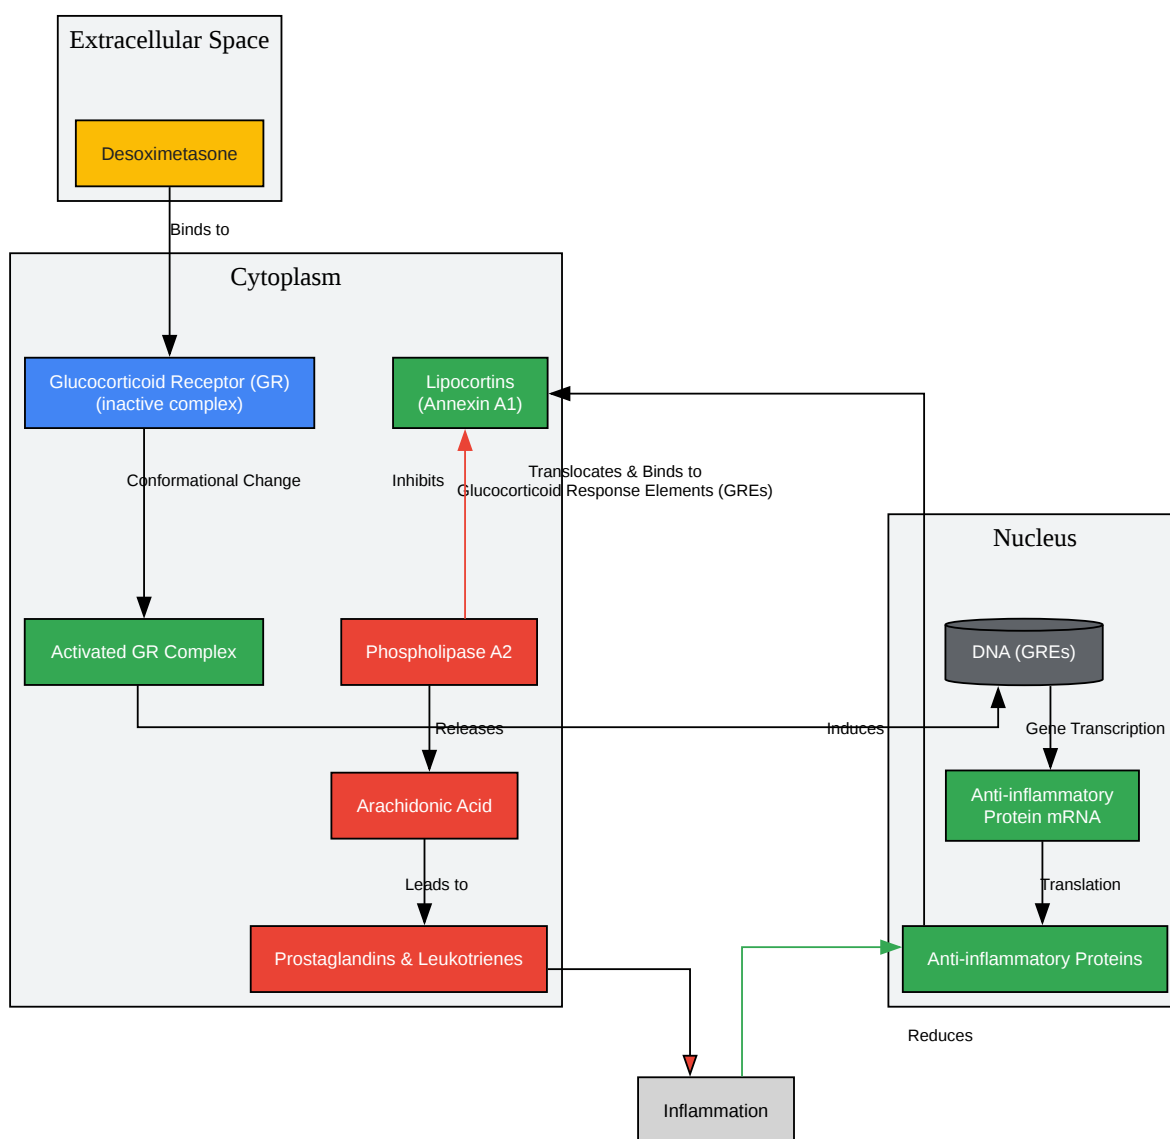 Extracellular Space
Desoximetasone
Binds to
Cytoplasm
Glucocorticoid Receptor (GR)
(inactive complex)
Lipocortins
(Annexin A1)
Conformational Change
Inhibits
Translocates & Binds to
Glucocorticoid Response Elements (GREs)
Nucleus
Activated GR Complex
Phospholipase A2
DNA (GREs)
Releases
Induces
Gene Transcription
Arachidonic Acid
Anti-inflammatory
Protein mRNA
Leads to
Translation
Prostaglandins & Leukotrienes
Anti-inflammatory Proteins
Reduces
Inflammation